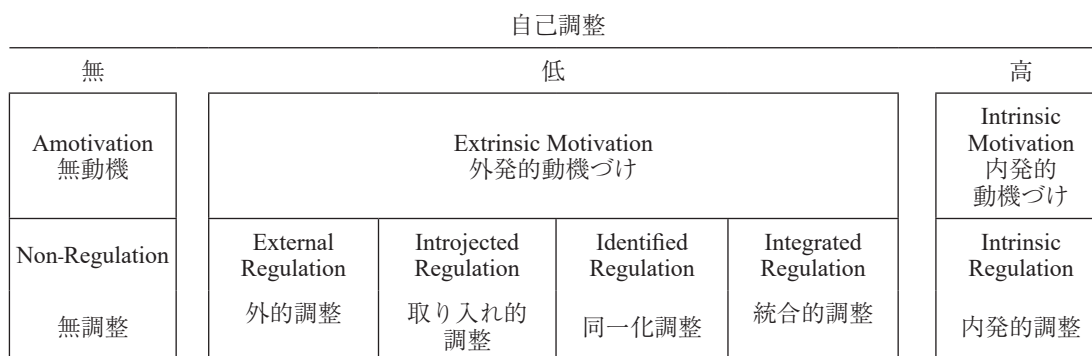 自己調整
無
低
高
Amotivation
無動機
Extrinsic Motivation
外発的動機づけ
Intrinsic
Motivation
内発的
動機づけ
Non-Regulation
無調整
External
Regulation
外的調整
Introjected
Regulation
取り入れ的
調整
Identified
Regulation
同一化調整
Integrated
Regulation
統合的調整
Intrinsic
Regulation
内発的調整